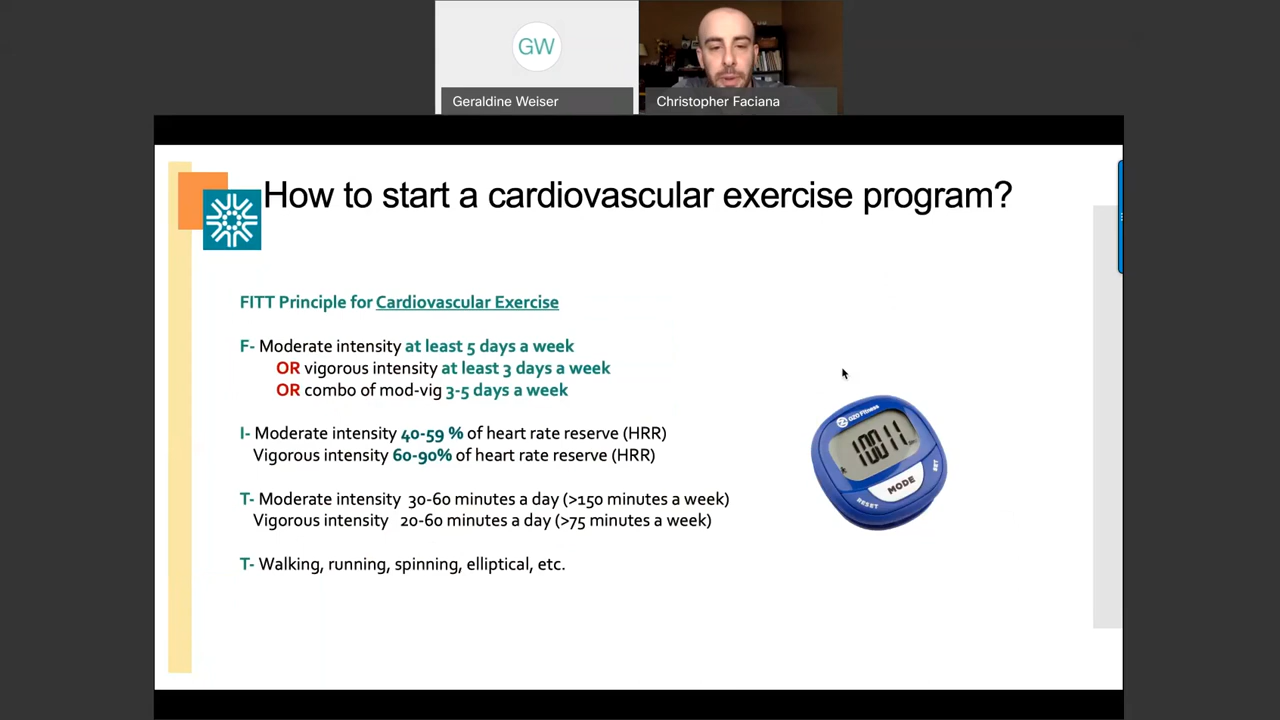 GW
Geraldine Weiser
Christopher Faciana
How to start a cardiovascular exercise program?
FITT Principle for Cardiovascular Exercise
F- Moderate intensity at least 5 days a week
OR vigorous intensity at least 3 days a week
OR combo of mod-vig 3-5 days a week
I- Moderate intensity 40-59 % of heart rate reserve (HRR)
Vigorous intensity 60-90% of heart rate reserve (HRR)
T- Moderate intensity 30-60 minutes a day (>150 minutes a week)
Vigorous intensity 20-60 minutes a day (>75 minutes a week)
T- Walking, running, spinning, elliptical, etc.
OZO Fitness
10011
MODE
RESET
SET